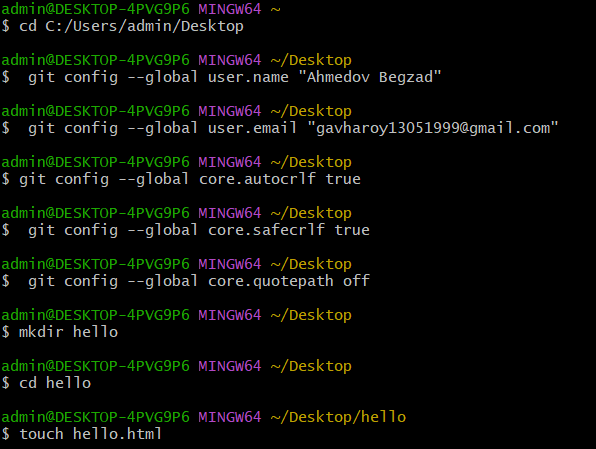 admin@DESKTOP-4PVG9P6 MINGW64 ~
$ cd C:/Users/admin/Desktop
admin@DESKTOP-4PVG9P6 MINGW64 ~/Desktop
$  git config --global user.name "Ahmedov Begzad"
admin@DESKTOP-4PVG9P6 MINGW64 ~/Desktop
$  git config --global user.email "gavharoy13051999@gmail.com"
admin@DESKTOP-4PVG9P6 MINGW64 ~/Desktop
$ git config --global core.autocrlf true
admin@DESKTOP-4PVG9P6 MINGW64 ~/Desktop
$  git config --global core.safecrlf true
admin@DESKTOP-4PVG9P6 MINGW64 ~/Desktop
$  git config --global core.quotepath off
admin@DESKTOP-4PVG9P6 MINGW64 ~/Desktop
$ mkdir hello
admin@DESKTOP-4PVG9P6 MINGW64 ~/Desktop
$ cd hello
admin@DESKTOP-4PVG9P6 MINGW64 ~/Desktop/hello
$ touch hello.html